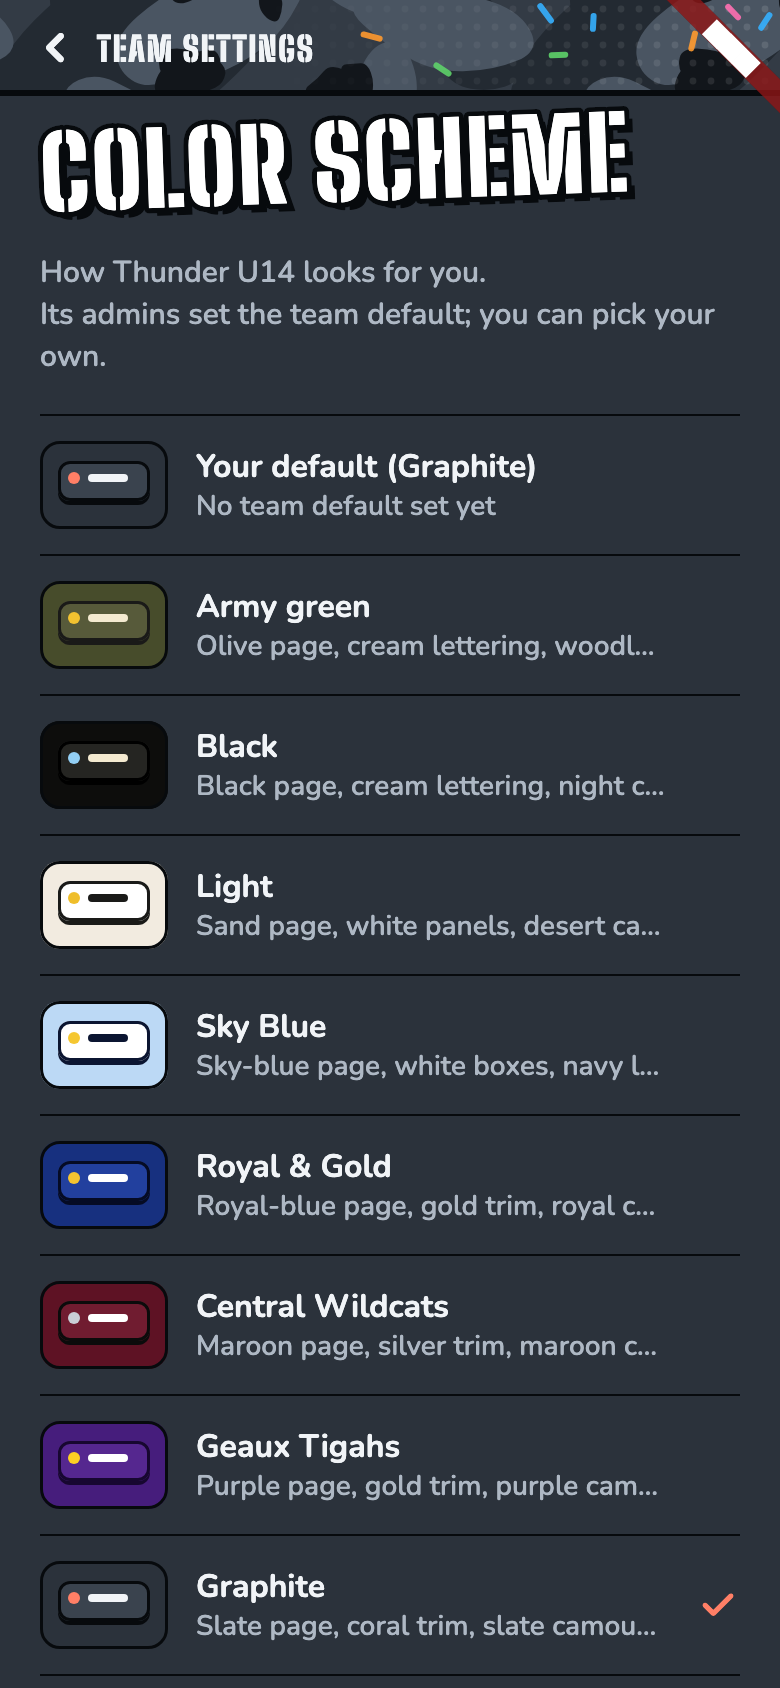 TEAM SETTINGS
COLOR SCHEME
How Thunder U14 looks for you.
Its admins set the team default; you can pick your
own.
Your default (Graphite)
No team default set yet
Army green
Olive page, cream lettering, woodl...
Black
Black page, cream lettering, night c...
Light
Sand page, white panels, desert ca...
Sky Blue
Sky-blue page, white boxes, navy l...
Royal & Gold
Royal-blue page, gold trim, royal c...
Central Wildcats
Maroon page, silver trim, maroon c...
Geaux Tigahs
Purple page, gold trim, purple cam...
Graphite
Slate page, coral trim, slate camou...